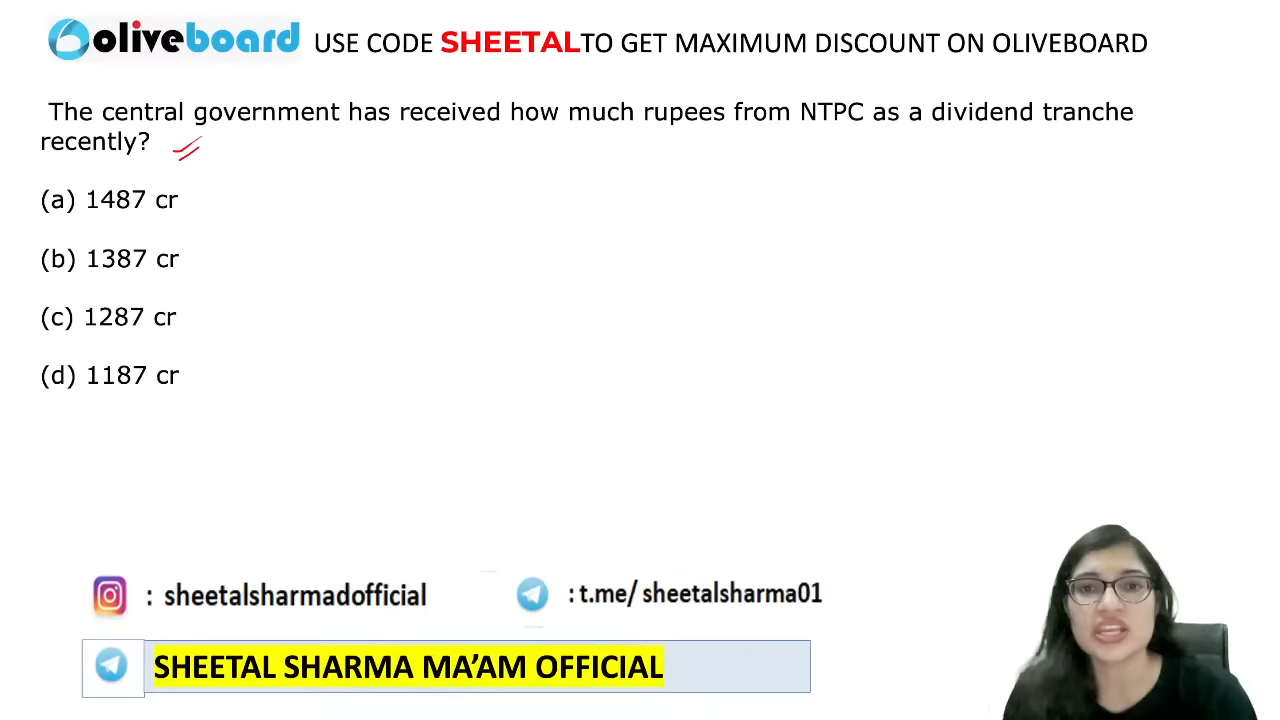 oliveboard USE CODE SHEETAL TO GET MAXIMUM DISCOUNT ON OLIVEBOARD
The central government has received how much rupees from NTPC as a dividend tranche
recently?
(a) 1487 cr
(b) 1387 cr
(c) 1287 cr
(d) 1187 cr
: sheetalsharmadofficial : t.me/ sheetalsharma01
SHEETAL SHARMA MA’AM OFFICIAL